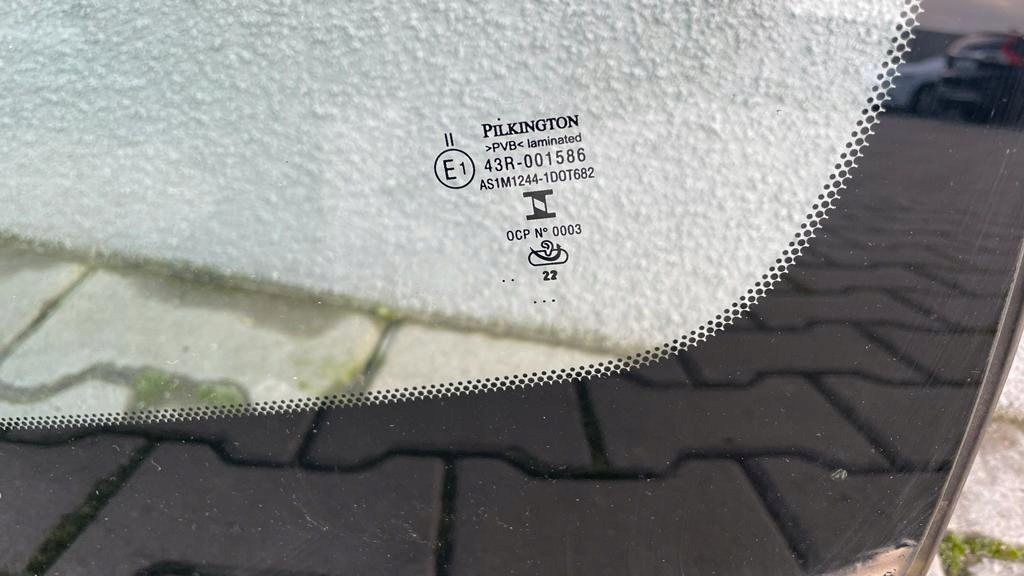 PILKINGTON
>PVB< laminated
II
E1
43R-001586
AS1M1244-1DOT682
OCP Nº 0003
22
.. ...